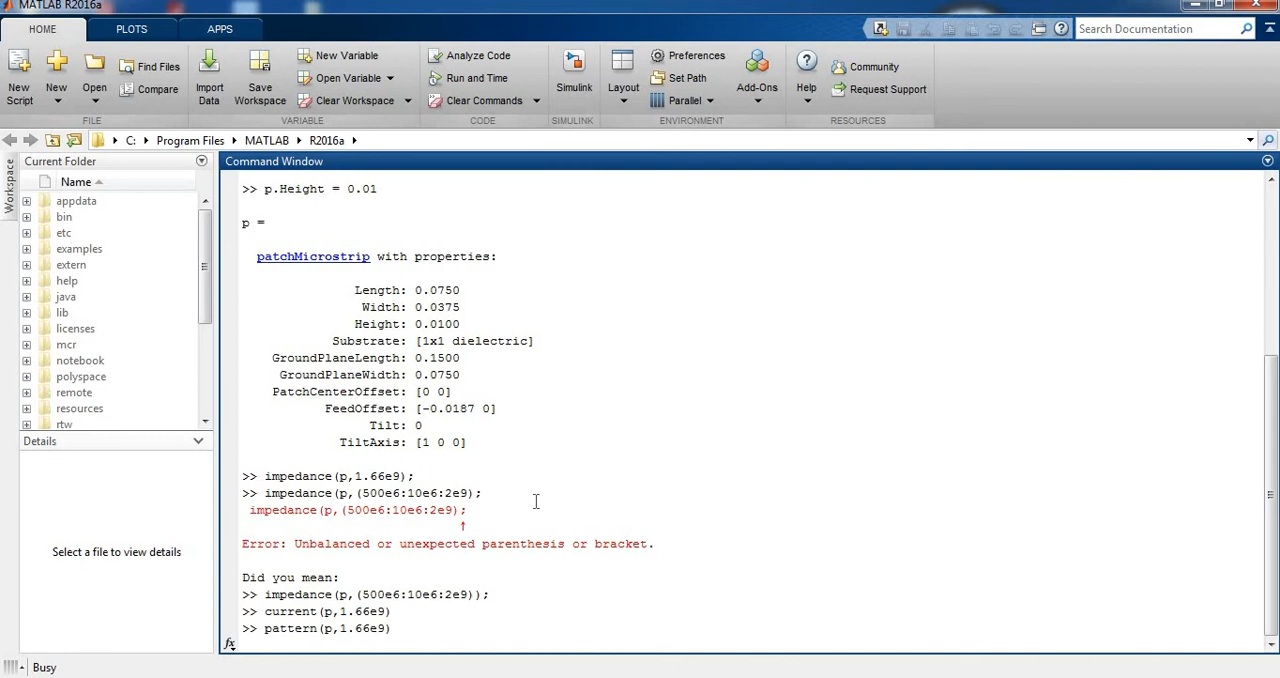 MATLAB R2016a
HOME PLOTS APPS Search Documentation
New Script New Open Find Files Compare Import Data Save Workspace New Variable Open Variable Clear Workspace Analyze Code Run and Time Clear Commands Simulink Layout Preferences Set Path Parallel Add-Ons Help Community Request Support
FILE VARIABLE CODE SIMULINK ENVIRONMENT RESOURCES
C: Program Files MATLAB R2016a
Workspace
Current Folder
Name
appdata
bin
etc
examples
extern
help
java
lib
licenses
mcr
notebook
polyspace
remote
resources
rtw
Details
Select a file to view details
Command Window
>> p.Height = 0.01
p =
patchMicrostrip with properties:
Length: 0.0750
Width: 0.0375
Height: 0.0100
Substrate: [1x1 dielectric]
GroundPlaneLength: 0.1500
GroundPlaneWidth: 0.0750
PatchCenterOffset: [0 0]
FeedOffset: [-0.0187 0]
Tilt: 0
TiltAxis: [1 0 0]
>> impedance(p,1.66e9);
>> impedance(p,(500e6:10e6:2e9);
impedance(p,(500e6:10e6:2e9);
↑
Error: Unbalanced or unexpected parenthesis or bracket.
Did you mean:
>> impedance(p,(500e6:10e6:2e9));
>> current(p,1.66e9)
>> pattern(p,1.66e9)
fx
Busy